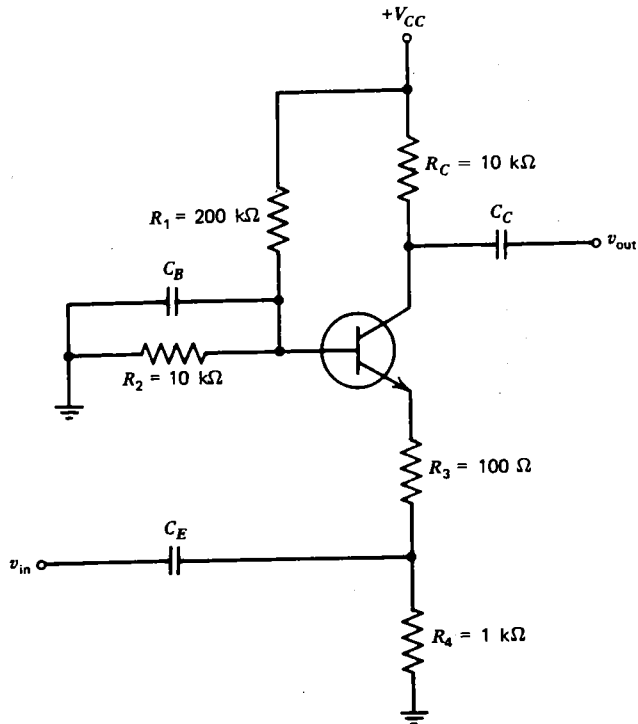 +V_CC
R_C = 10 kΩ
C_C
v_out
R_1 = 200 kΩ
C_B
R_2 = 10 kΩ
R_3 = 100 Ω
C_E
v_in
R_4 = 1 kΩ